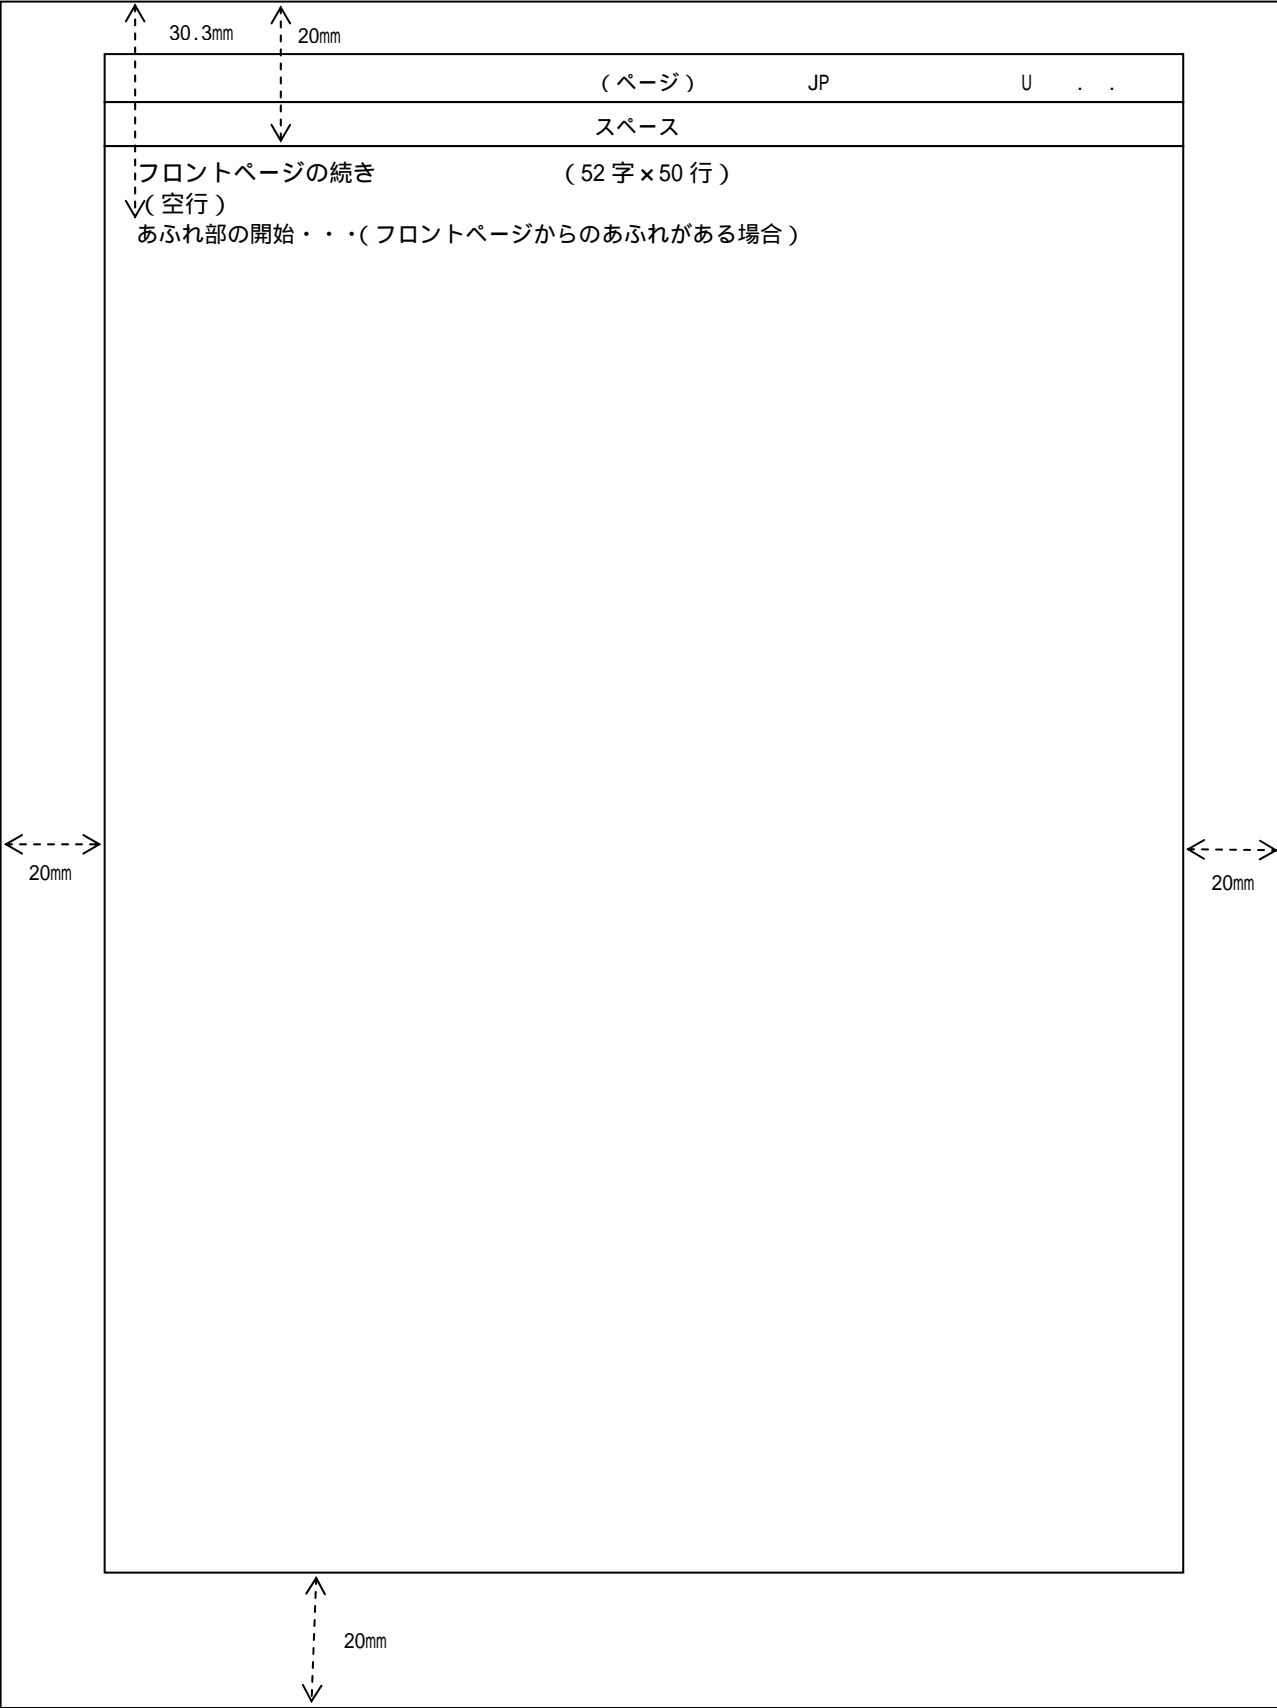 30.3㎜ 20㎜
(ページ) JP U . .
スペース
フロントページの続き (52字×50行)
(空行)
あふれ部の開始・・・(フロントページからのあふれがある場合)
20㎜
20㎜
20㎜